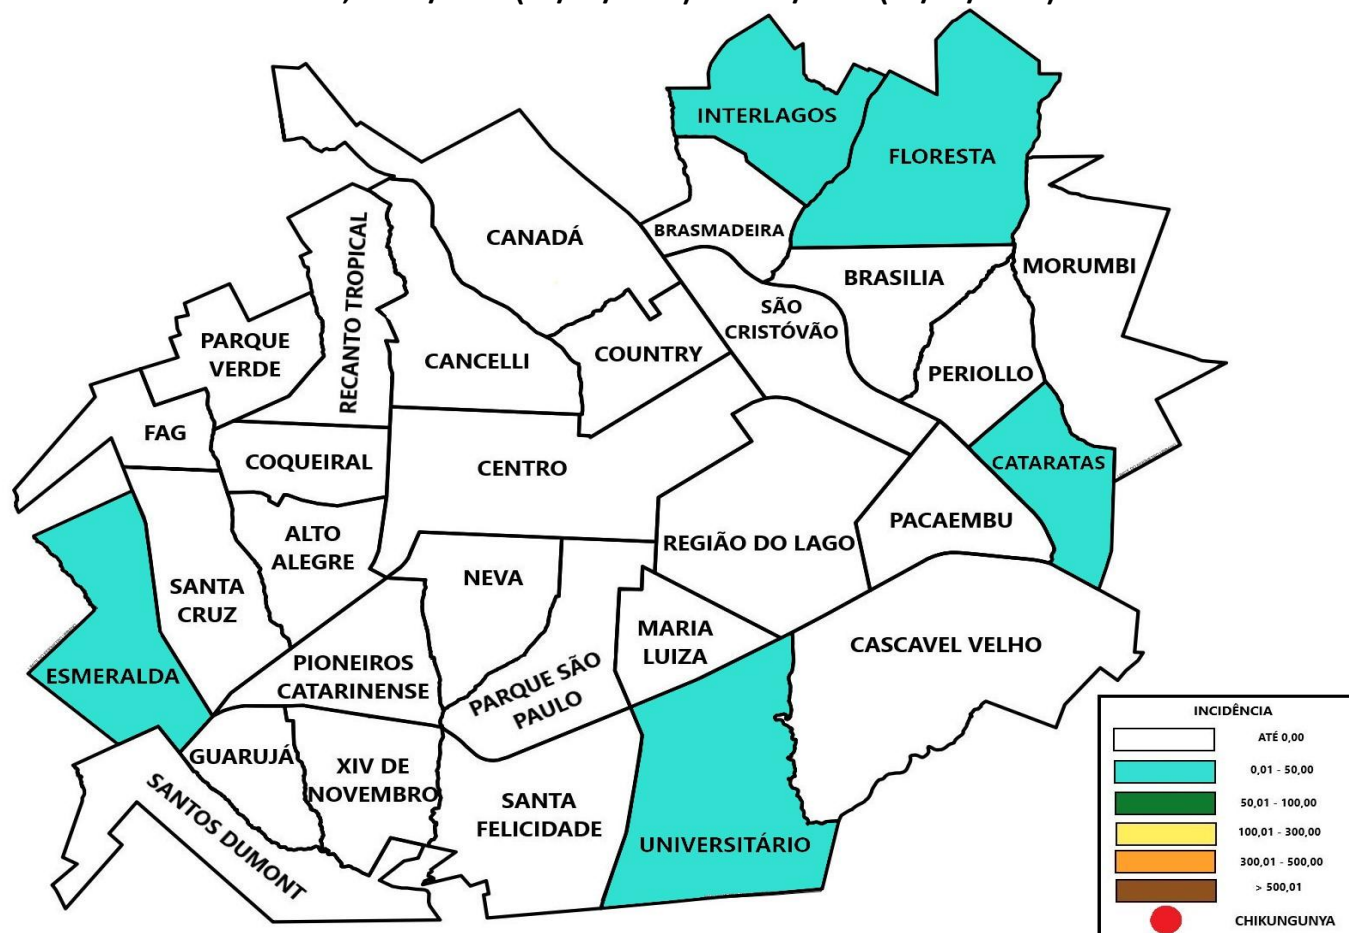 INTERLAGOS
FLORESTA
BRASMADEIRA
CANADÁ
MORUMBI
BRASILIA
RECANTO TROPICAL
SÃO
CRISTÓVÃO
PARQUE
VERDE
CANCELLI
COUNTRY
PERIOLLO
FAG
COQUEIRAL
CENTRO
CATARATAS
PACAEMBU
ALTO
ALEGRE
REGIÃO DO LAGO
NEVA
SANTA
CRUZ
MARIA
LUIZA
CASCAVEL VELHO
PIONEIROS
CATARINENSE
ESMERALDA
PARQUE SÃO
PAULO
GUARUJÁ
XIV DE
NOVEMBRO
SANTOS DUMONT
SANTA
FELICIDADE
UNIVERSITÁRIO
INCIDÊNCIA
ATÉ 0,00
0,01 - 50,00
50,01 - 100,00
100,01 - 300,00
300,01 - 500,00
> 500,01
CHIKUNGUNYA